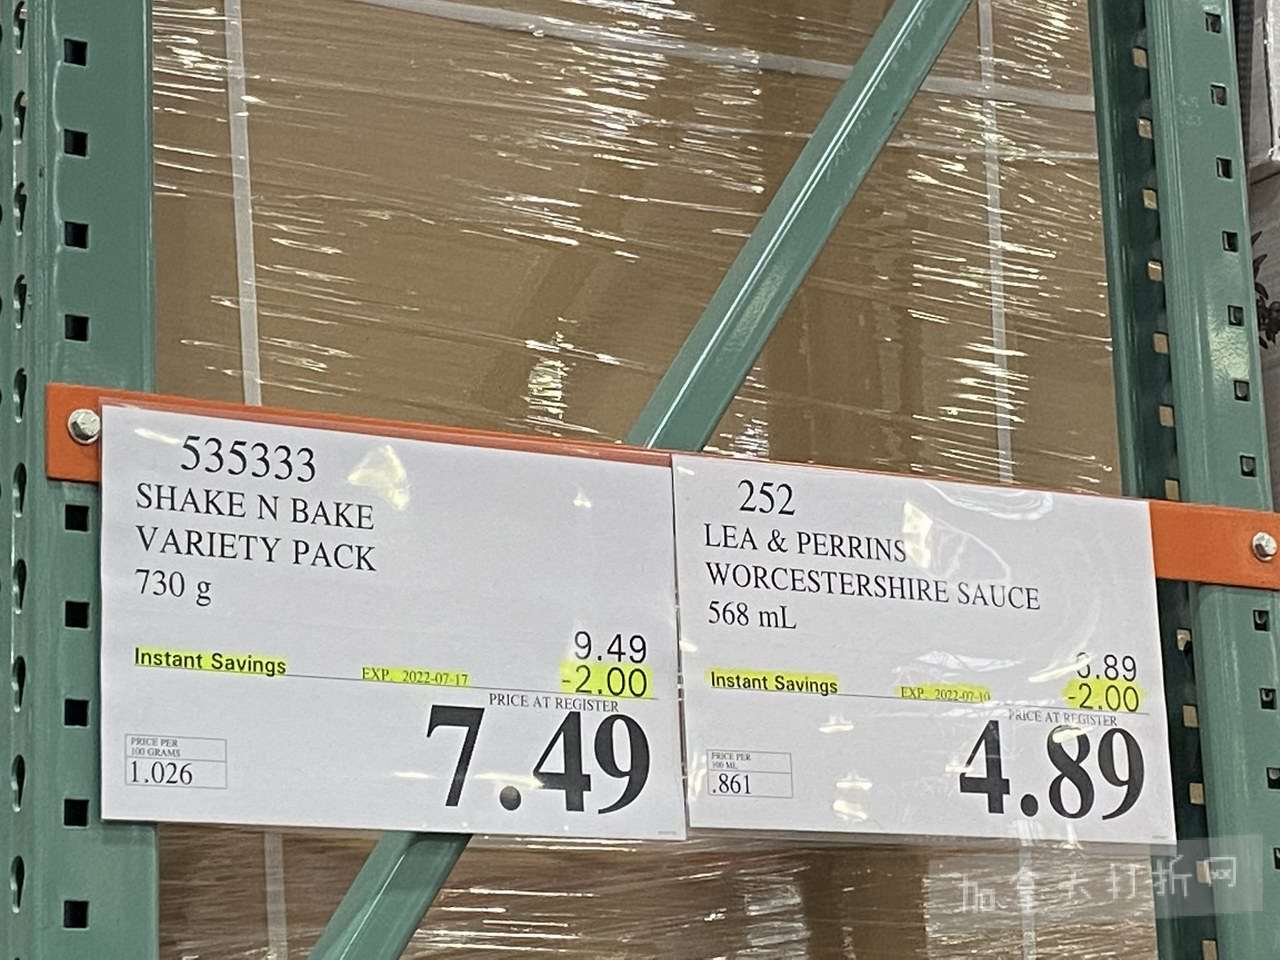 535333
SHAKE N BAKE
VARIETY PACK
730 g
9.49
Instant Savings EXP. 2022-07-17 -2.00
PRICE AT REGISTER
PRICE PER
100 GRAMS
1.026
7.49
252
LEA & PERRINS
WORCESTERSHIRE SAUCE
568 mL
6.89
Instant Savings EXP. 2022-07-10 -2.00
PRICE AT REGISTER
PRICE PER
100 ML
.861
4.89
加拿大打折网